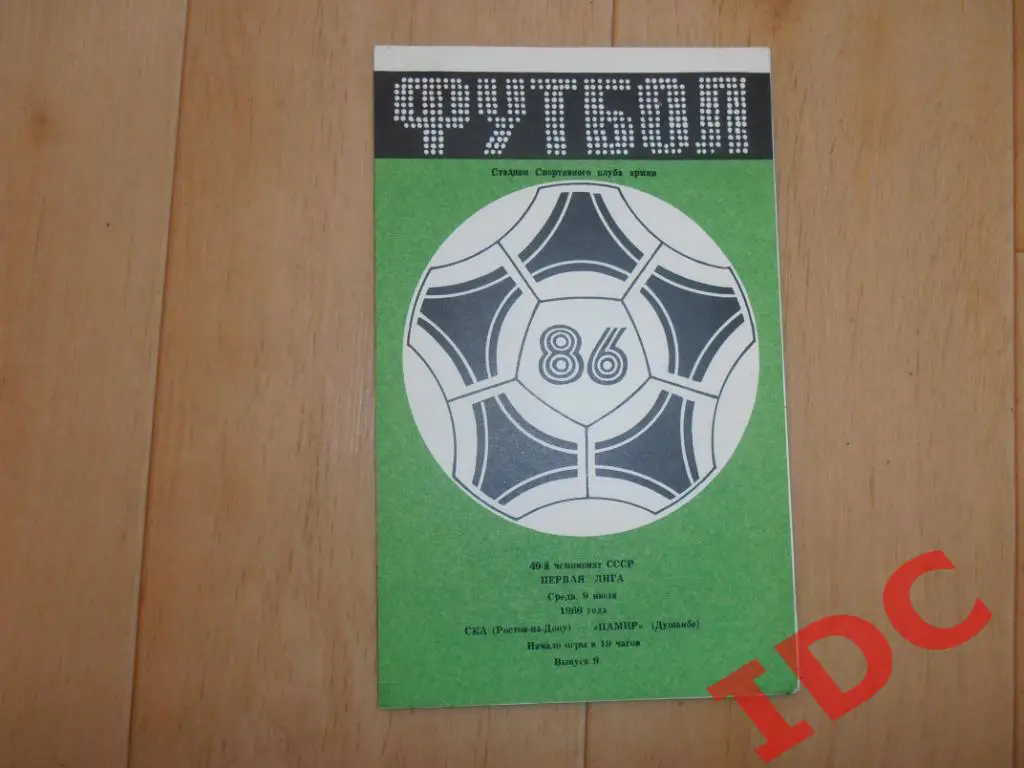 ФУТБОЛ
Стадион Спортивного клуба армии
86
49-й чемпионат СССР
ПЕРВАЯ ЛИГА
Среда, 9 июля
1986 года
СКА (Ростов-на-Дону) - «ПАМИР» (Душанбе)
Начало игры в 19 часов
Выпуск 9
IDC